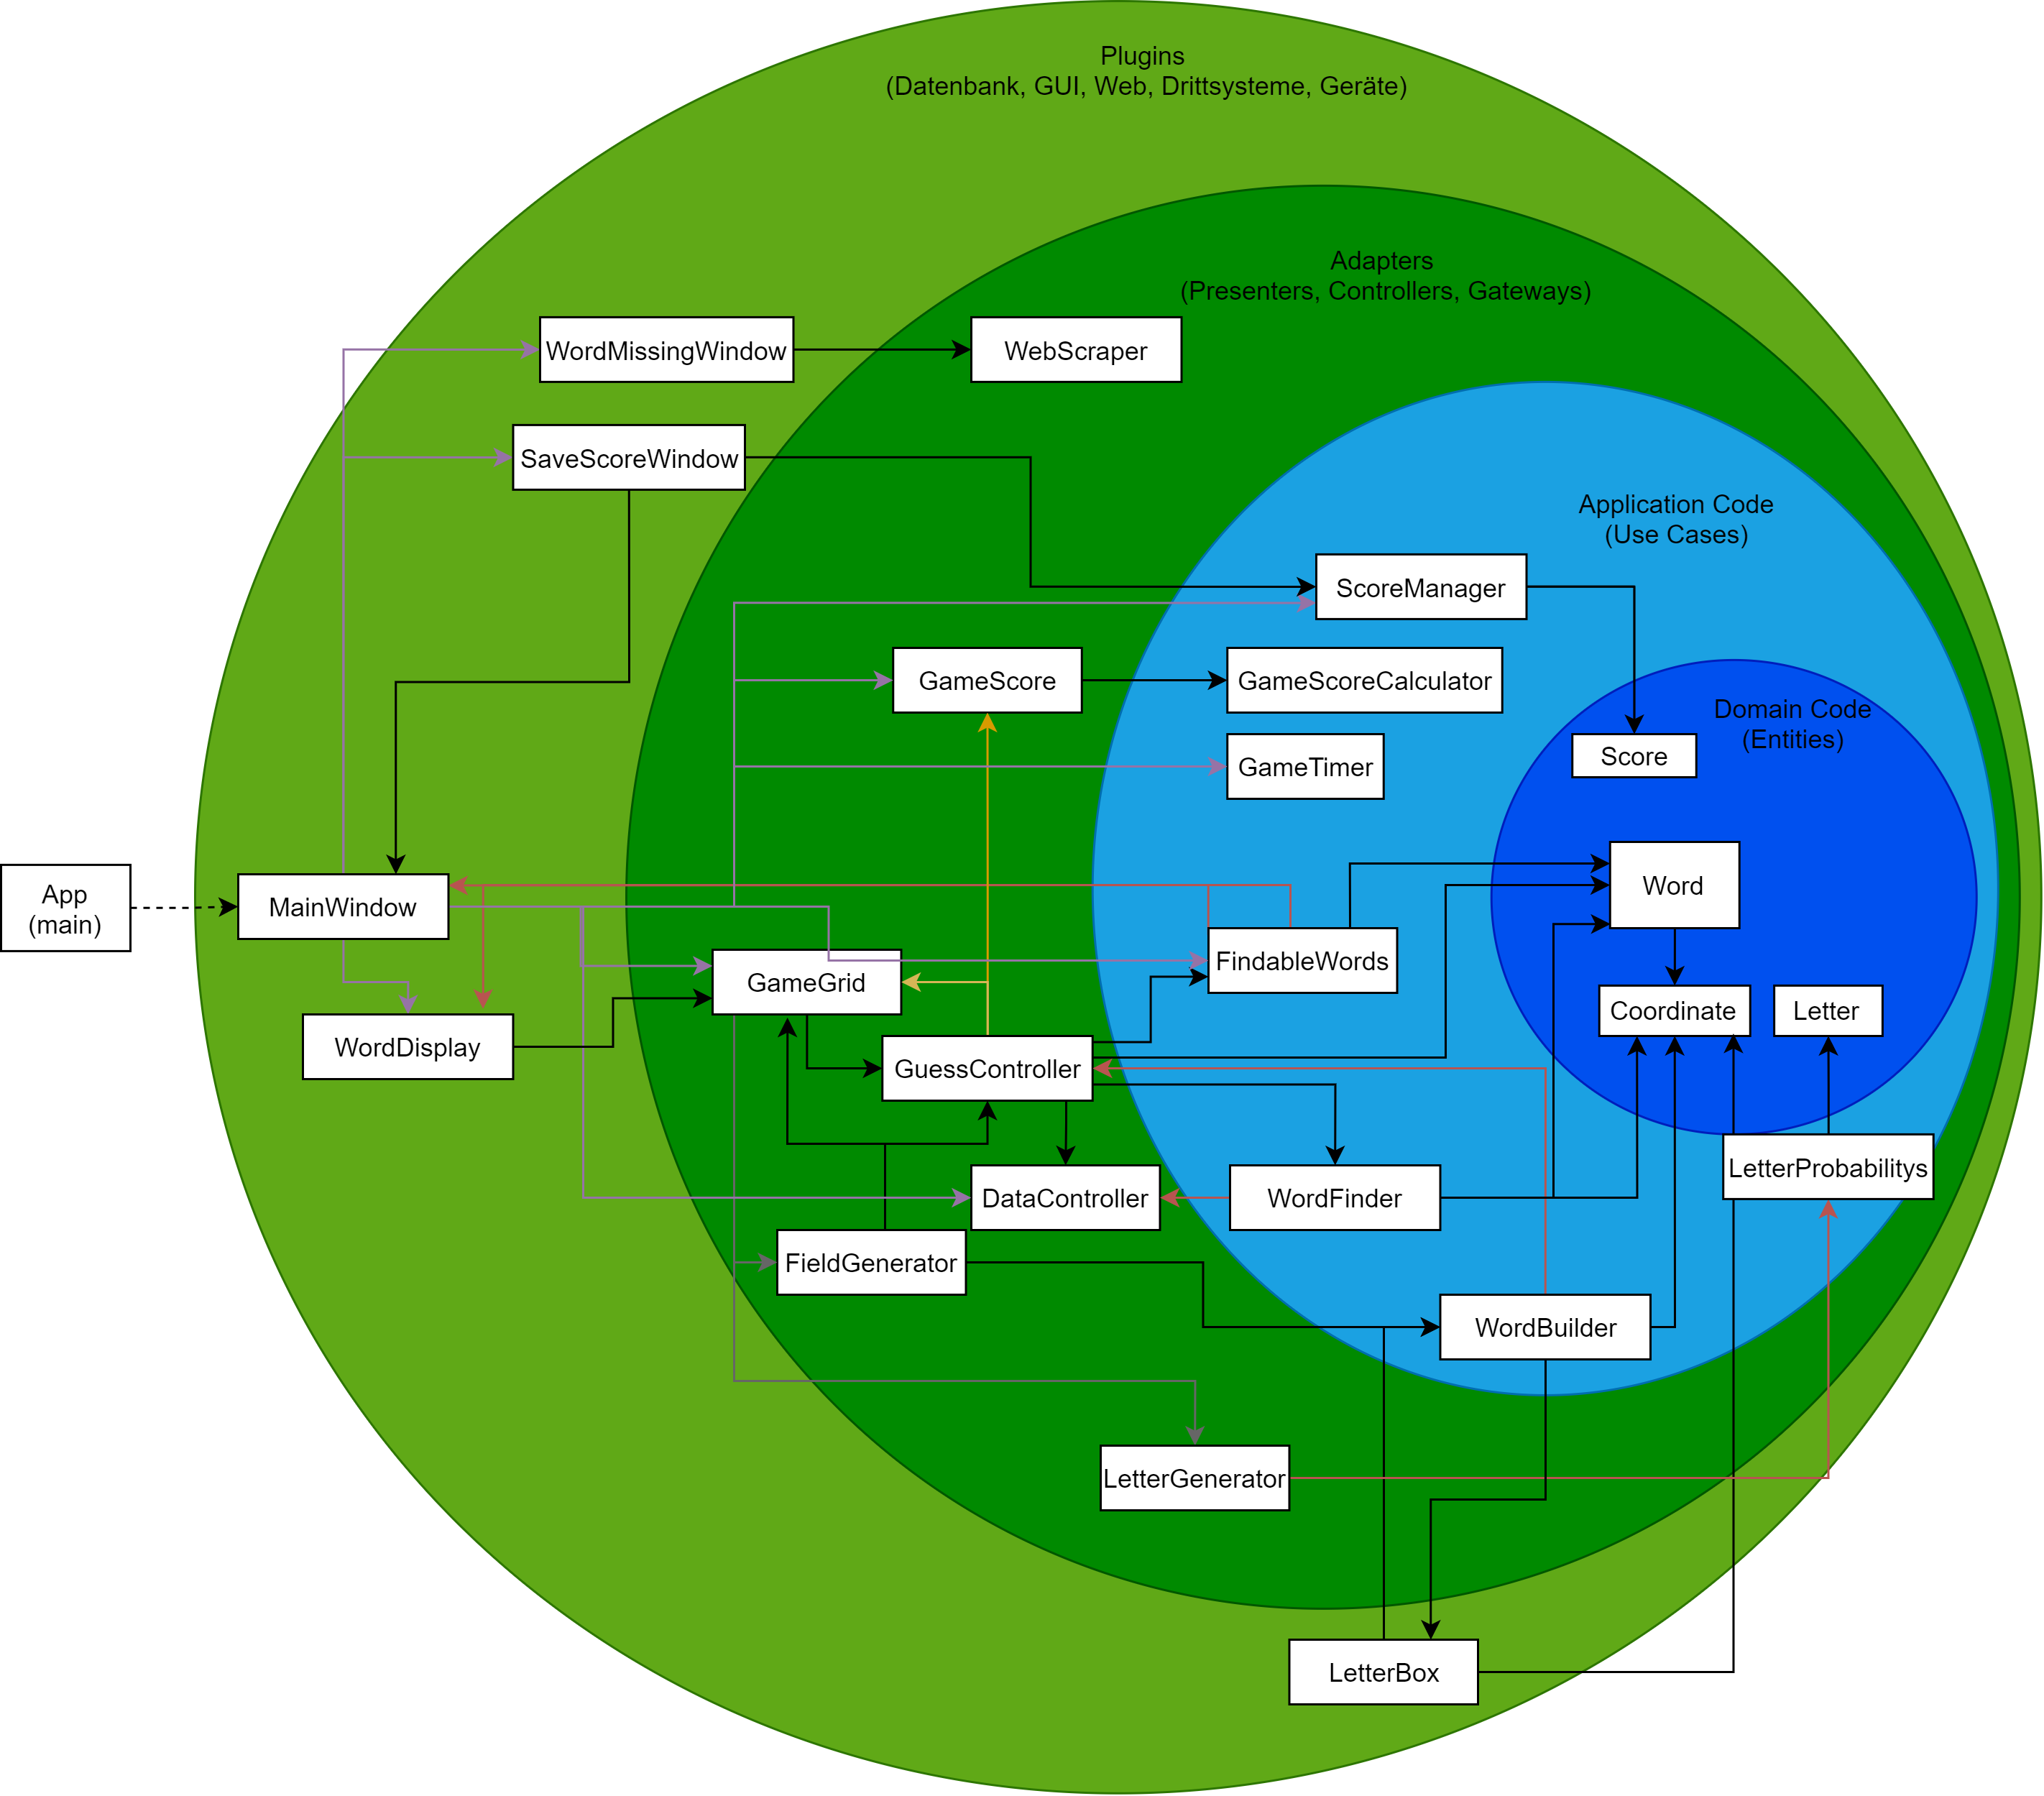 Plugins
(Datenbank, GUI, Web, Drittsysteme, Geräte)
Adapters
(Presenters, Controllers, Gateways)
WordMissingWindow
WebScraper
SaveScoreWindow
Application Code
(Use Cases)
ScoreManager
GameScore
GameScoreCalculator
Domain Code
(Entities)
Score
GameTimer
App
(main)
MainWindow
Word
FindableWords
GameGrid
Coordinate
Letter
WordDisplay
GuessController
LetterProbabilitys
DataController
WordFinder
FieldGenerator
WordBuilder
LetterGenerator
LetterBox